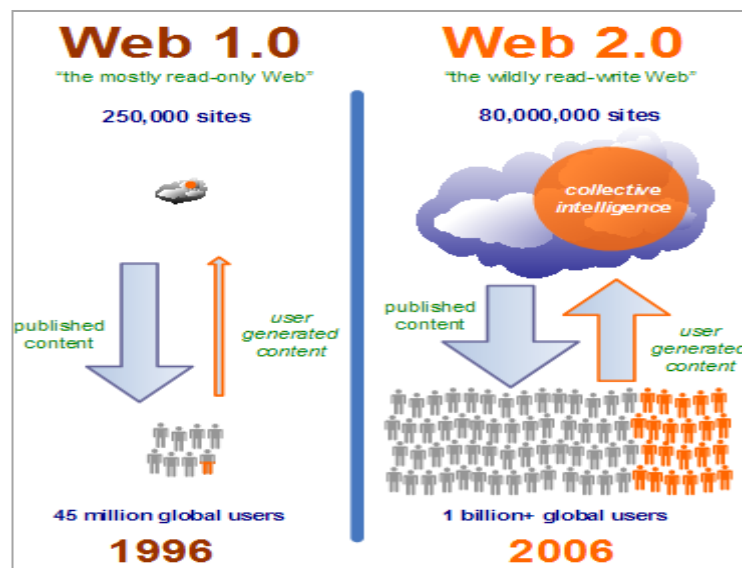 Web 1.0
"the mostly read-only Web"
250,000 sites
published
content
user
generated
content
45 million global users
1996
Web 2.0
"the wildly read-write Web"
80,000,000 sites
collective
intelligence
published
content
user
generated
content
1 billion+ global users
2006